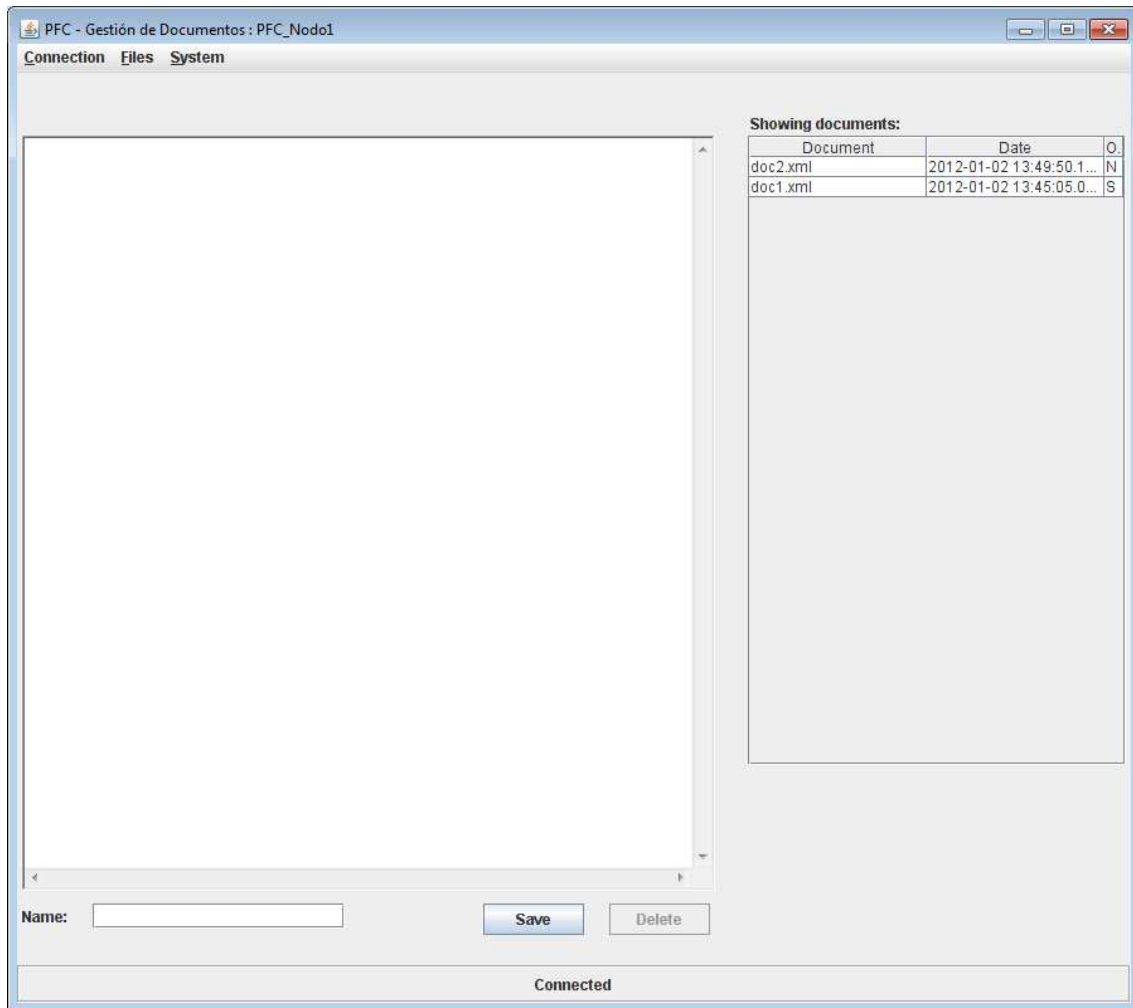 PFC - Gestión de Documentos : PFC_Nodo1
Connection Files System
Showing documents:
Document Date O.
doc2.xml 2012-01-02 13:49:50.1... N
doc1.xml 2012-01-02 13:45:05.0... S
Name: Save Delete
Connected